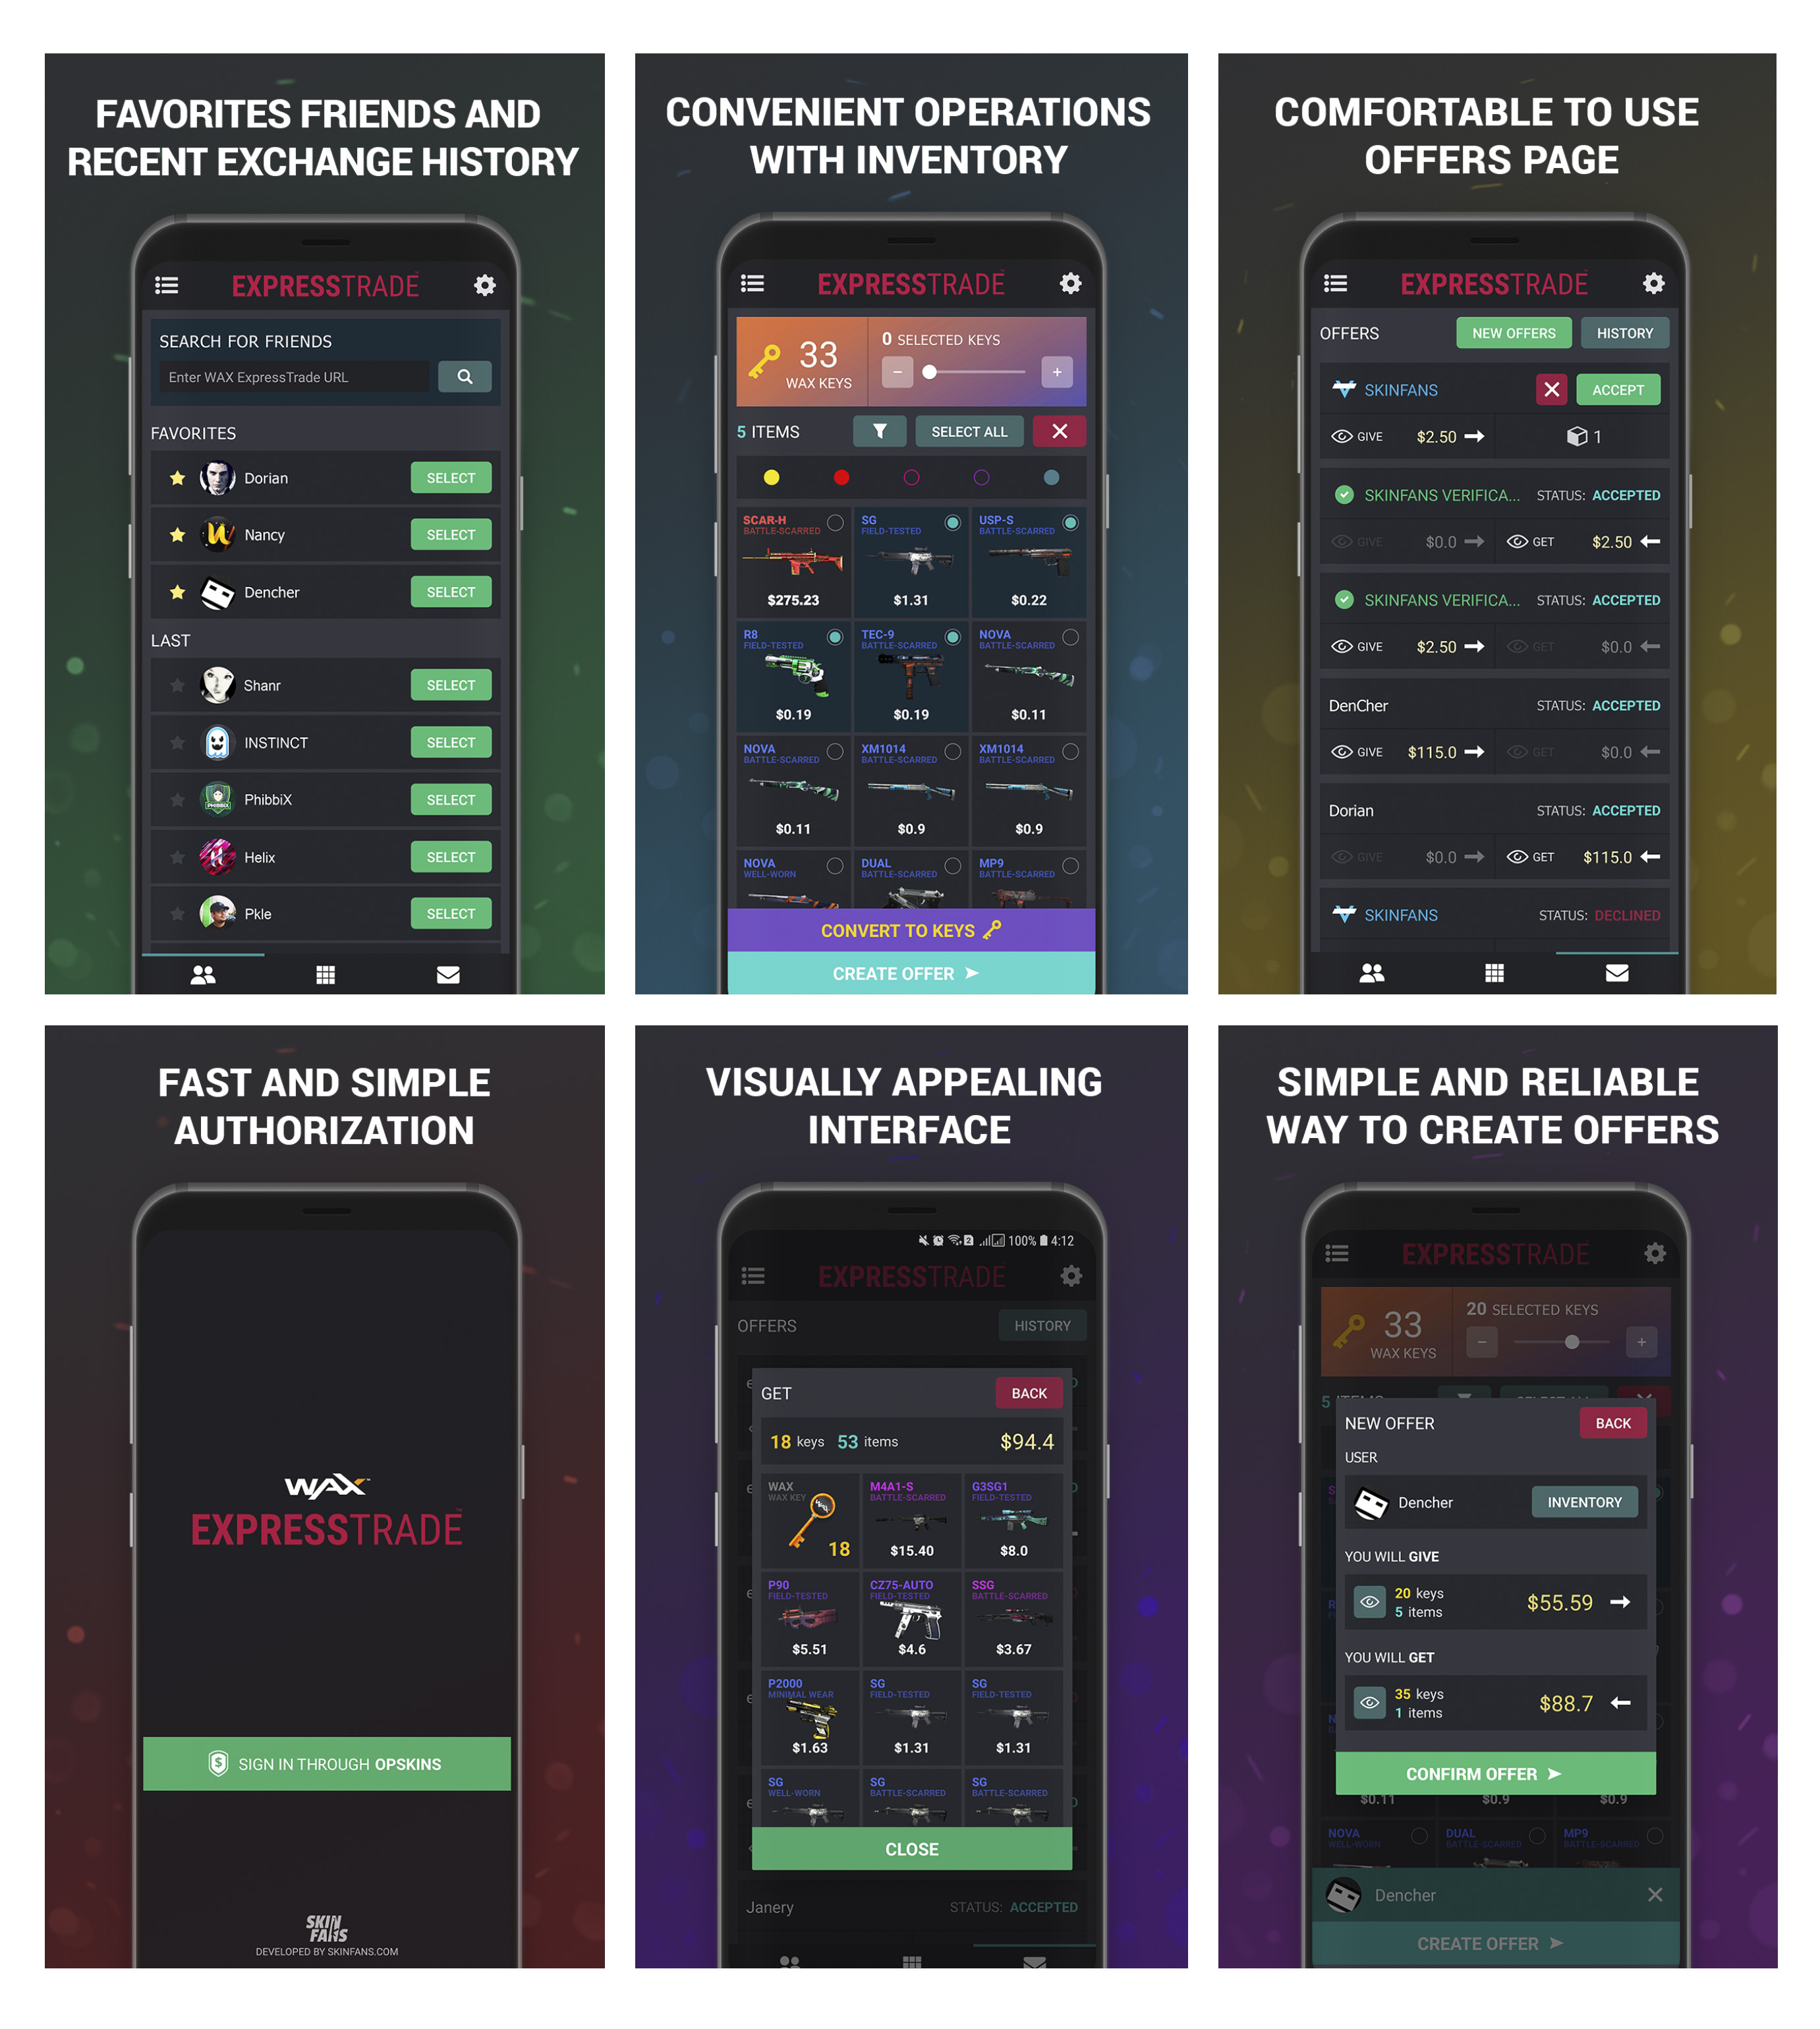 FAVORITES FRIENDS AND
RECENT EXCHANGE HISTORY
EXPRESSTRADE
SEARCH FOR FRIENDS
Enter WAX ExpressTrade URL
FAVORITES
Dorian SELECT
Nancy SELECT
Dencher SELECT
LAST
Shanr SELECT
INSTINCT SELECT
PHIBBIX PhibbiX SELECT
Helix SELECT
Pkle SELECT
CONVENIENT OPERATIONS
WITH INVENTORY
EXPRESSTRADE
33 WAX KEYS
0 SELECTED KEYS
− +
5 ITEMS SELECT ALL
SCAR-H SG USP-S
BATTLE-SCARRED FIELD-TESTED BATTLE-SCARRED
$275.23 $1.31 $0.22
R8 TEC-9 NOVA
FIELD-TESTED BATTLE-SCARRED BATTLE-SCARRED
$0.19 $0.19 $0.11
NOVA XM1014 XM1014
BATTLE-SCARRED BATTLE-SCARRED BATTLE-SCARRED
$0.11 $0.9 $0.9
NOVA DUAL MP9
WELL-WORN BATTLE-SCARRED BATTLE-SCARRED
CONVERT TO KEYS
CREATE OFFER
COMFORTABLE TO USE
OFFERS PAGE
EXPRESSTRADE
OFFERS NEW OFFERS HISTORY
SKINFANS ACCEPT
GIVE $2.50 1
SKINFANS VERIFICA... STATUS: ACCEPTED
GIVE $0.0 GET $2.50
SKINFANS VERIFICA... STATUS: ACCEPTED
GIVE $2.50 GET $0.0
DenCher STATUS: ACCEPTED
GIVE $115.0 GET $0.0
Dorian STATUS: ACCEPTED
GIVE $0.0 GET $115.0
SKINFANS STATUS: DECLINED
FAST AND SIMPLE
AUTHORIZATION
WAX™
EXPRESSTRADE™
SIGN IN THROUGH OPSKINS
SKIN
FANS
DEVELOPED BY SKINFANS.COM
VISUALLY APPEALING
INTERFACE
2 100% 4:12
EXPRESSTRADE
OFFERS HISTORY
GET BACK
18 keys 53 items $94.4
WAX M4A1-S G3SG1
WAX KEY BATTLE-SCARRED FIELD-TESTED
18 $15.40 $8.0
P90 CZ75-AUTO SSG
FIELD-TESTED FIELD-TESTED BATTLE-SCARRED
$5.51 $4.6 $3.67
P2000 SG SG
MINIMAL WEAR FIELD-TESTED FIELD-TESTED
$1.63 $1.31 $1.31
SG SG SG
WELL-WORN BATTLE-SCARRED BATTLE-SCARRED
CLOSE
Janery STATUS: ACCEPTED
SIMPLE AND RELIABLE
WAY TO CREATE OFFERS
EXPRESSTRADE
33 WAX KEYS
20 SELECTED KEYS
− +
5 ITEMS SELECT ALL
NEW OFFER BACK
USER
Dencher INVENTORY
YOU WILL GIVE
20 keys
5 items
$55.59
YOU WILL GET
35 keys
1 items
$88.7
CONFIRM OFFER
$0.11 $0.9 $0.9
NOVA DUAL MP9
WELL-WORN BATTLE-SCARRED BATTLE-SCARRED
Dencher
CREATE OFFER